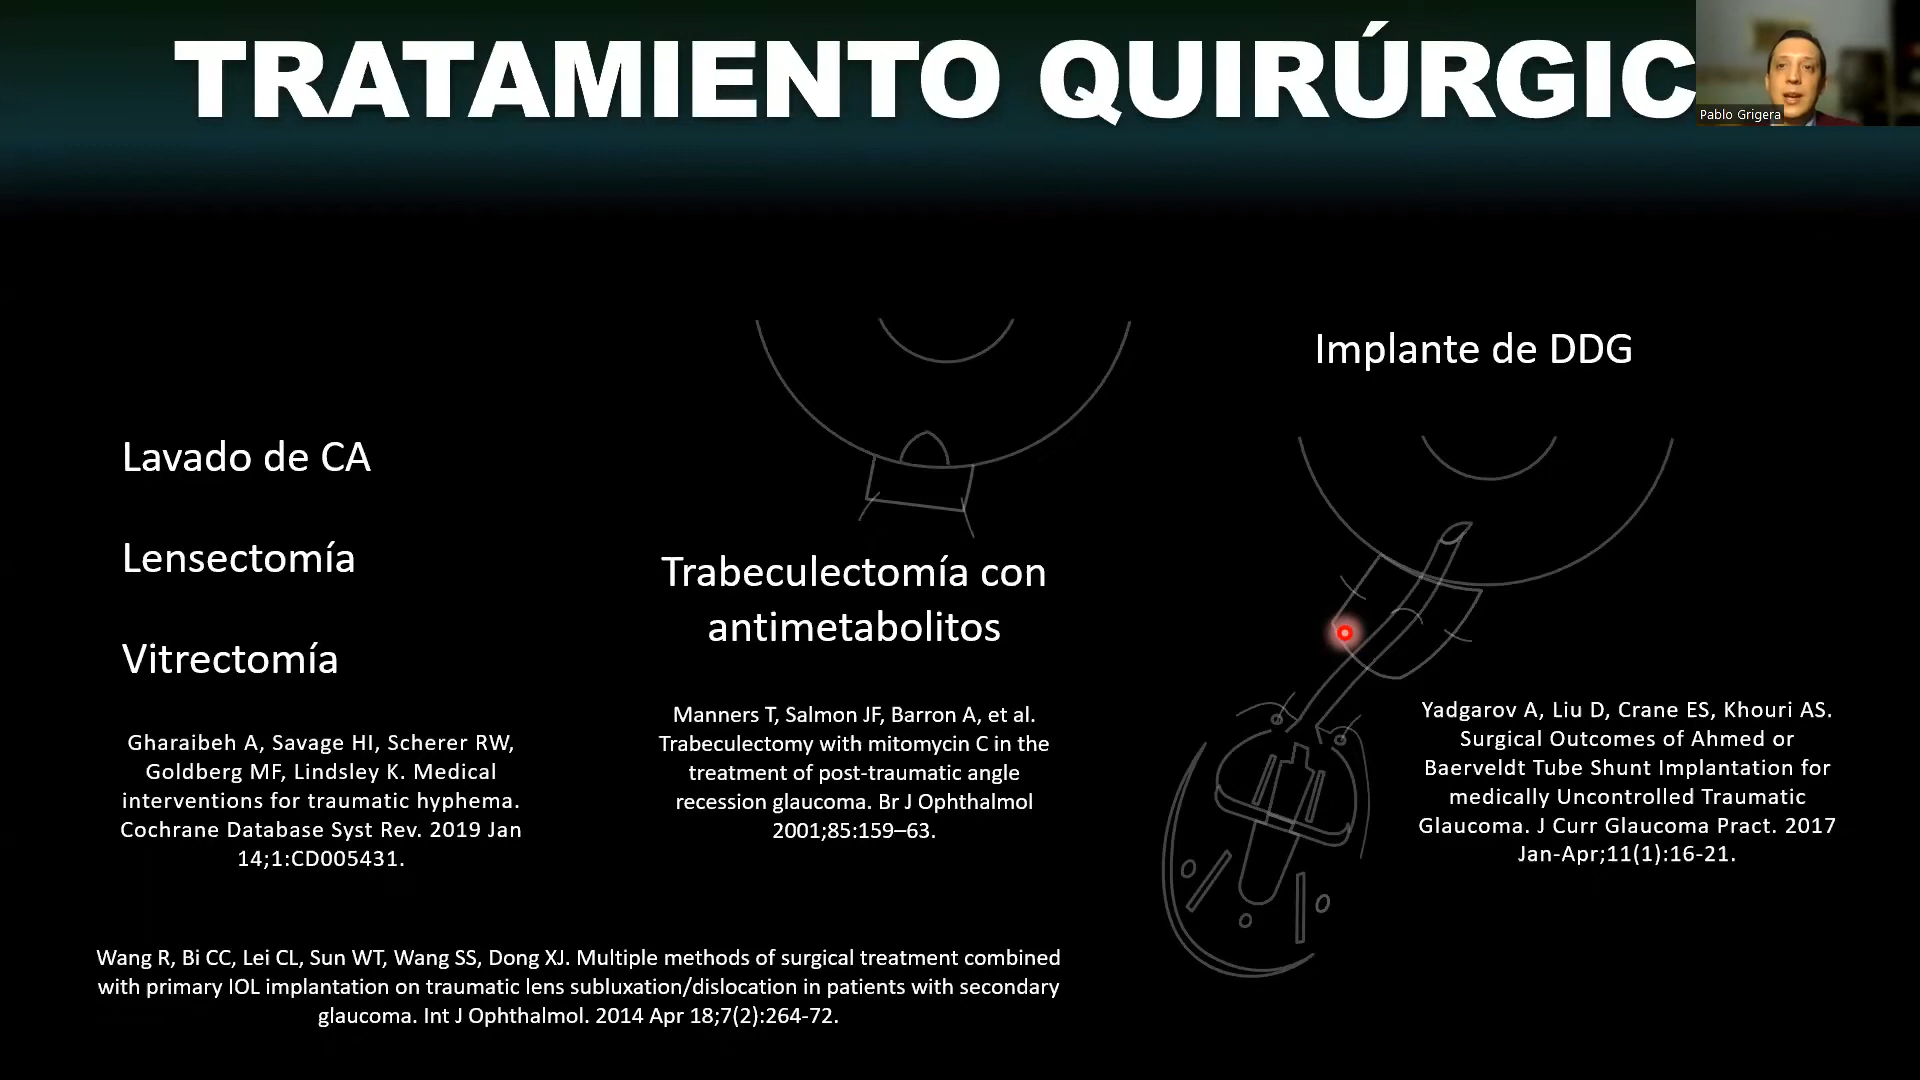 TRATAMIENTO QUIRÚRGIC
Pablo Grigera
Lavado de CA
Lensectomía
Vitrectomía
Gharaibeh A, Savage HI, Scherer RW,
Goldberg MF, Lindsley K. Medical
interventions for traumatic hyphema.
Cochrane Database Syst Rev. 2019 Jan
14;1:CD005431.
Trabeculectomía con
antimetabolitos
Manners T, Salmon JF, Barron A, et al.
Trabeculectomy with mitomycin C in the
treatment of post-traumatic angle
recession glaucoma. Br J Ophthalmol
2001;85:159–63.
Implante de DDG
Yadgarov A, Liu D, Crane ES, Khouri AS.
Surgical Outcomes of Ahmed or
Baerveldt Tube Shunt Implantation for
medically Uncontrolled Traumatic
Glaucoma. J Curr Glaucoma Pract. 2017
Jan-Apr;11(1):16-21.
Wang R, Bi CC, Lei CL, Sun WT, Wang SS, Dong XJ. Multiple methods of surgical treatment combined
with primary IOL implantation on traumatic lens subluxation/dislocation in patients with secondary
glaucoma. Int J Ophthalmol. 2014 Apr 18;7(2):264-72.